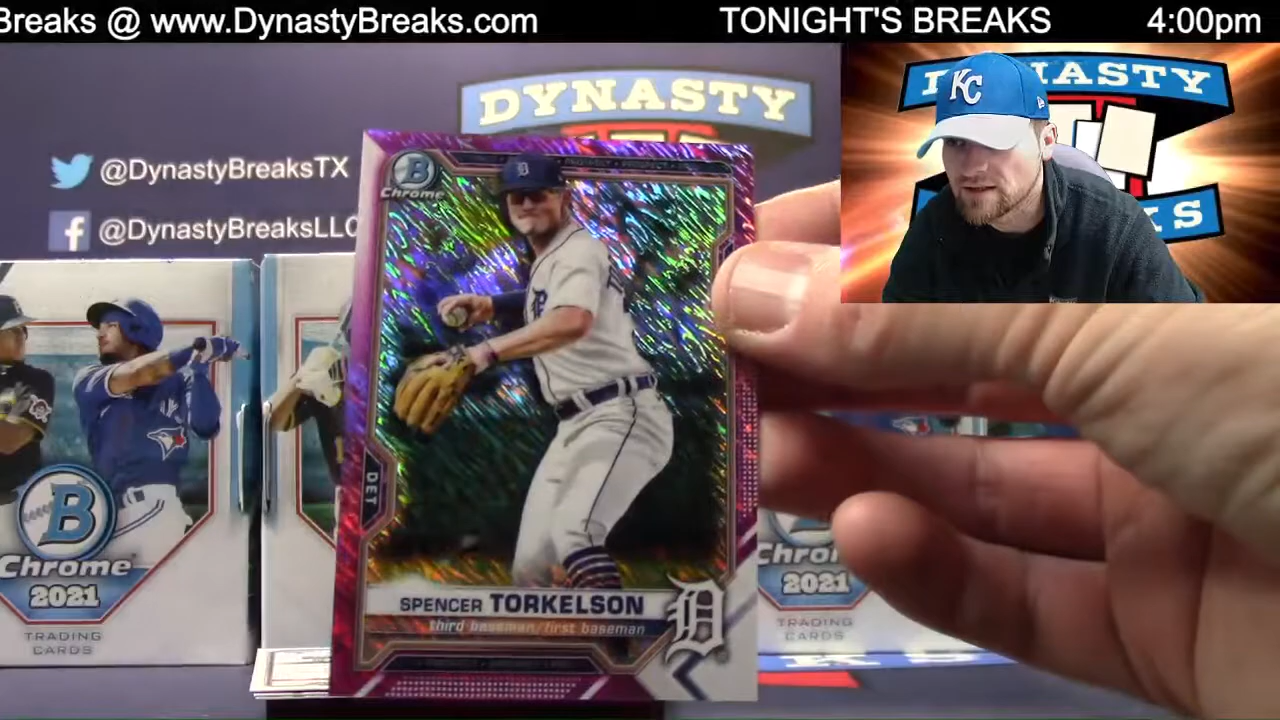 Breaks @ www.DynastyBreaks.com
TONIGHT'S BREAKS
4:00pm
DYNASTY
DYNASTY
KC
@DynastyBreaksTX
@DynastyBreaksLLC
B
Chrome
D
DET
SPENCER TORKELSON
third baseman/first baseman
D
B
Chrome
2021
TRADING
CARDS
Chrome
2021
TRADING
CARDS